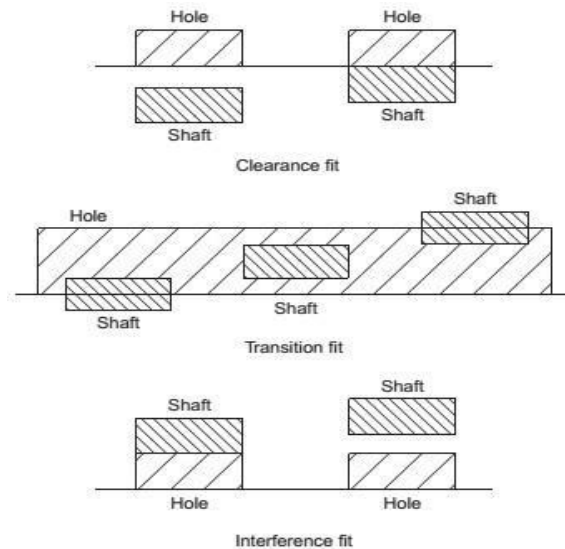 Hole
Hole
Shaft
Shaft
Clearance fit
Shaft
Hole
Shaft
Shaft
Transition fit
Shaft
Shaft
Hole
Hole
Interference fit